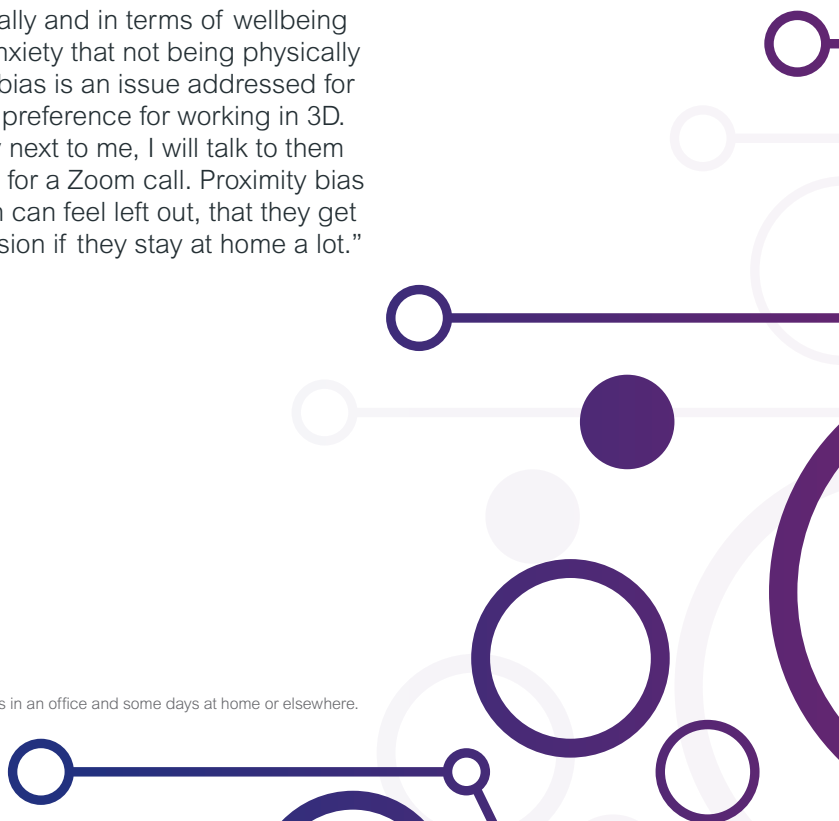 ally and in terms of wellbeing
nxiety that not being physically
bias is an issue addressed for
preference for working in 3D.
next to me, I will talk to them
for a Zoom call. Proximity bias
can feel left out, that they get
sion if they stay at home a lot.”
s in an office and some days at home or elsewhere.